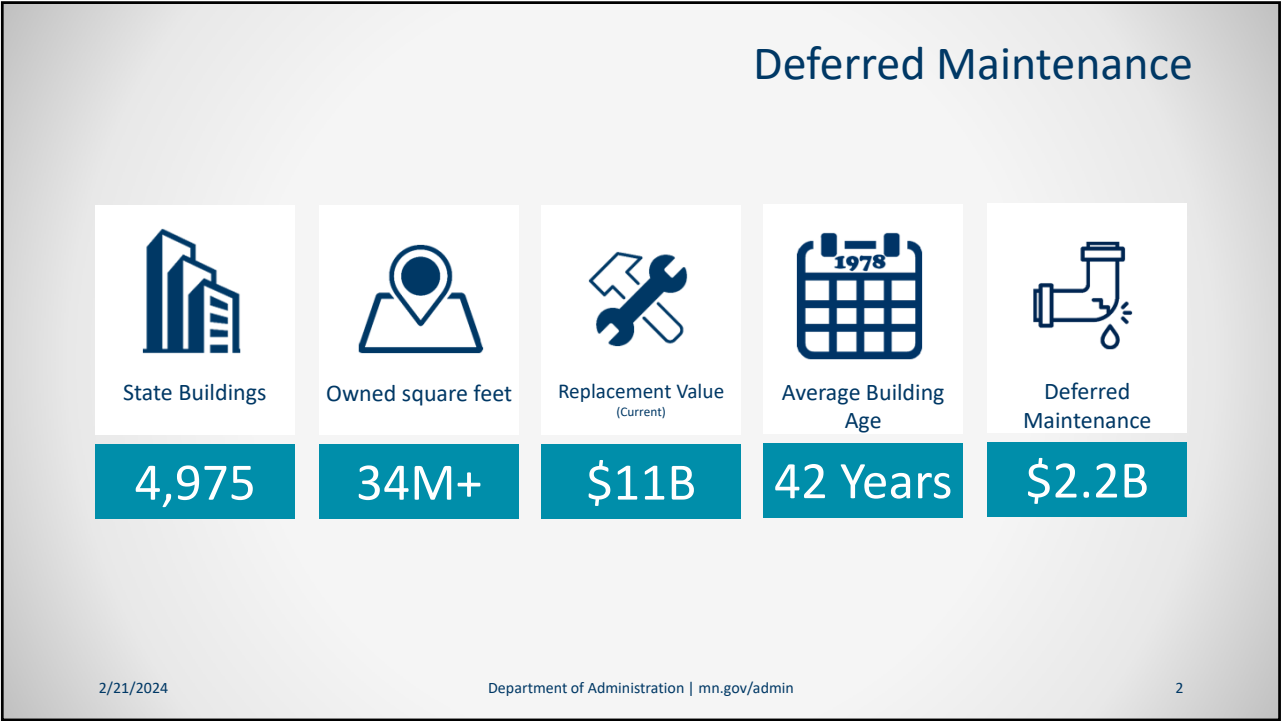 Deferred Maintenance
1978
State Buildings
4,975
Owned square feet
34M+
Replacement Value
(Current)
$11B
Average Building
Age
42 Years
Deferred
Maintenance
$2.2B
2/21/2024
Department of Administration | mn.gov/admin
2